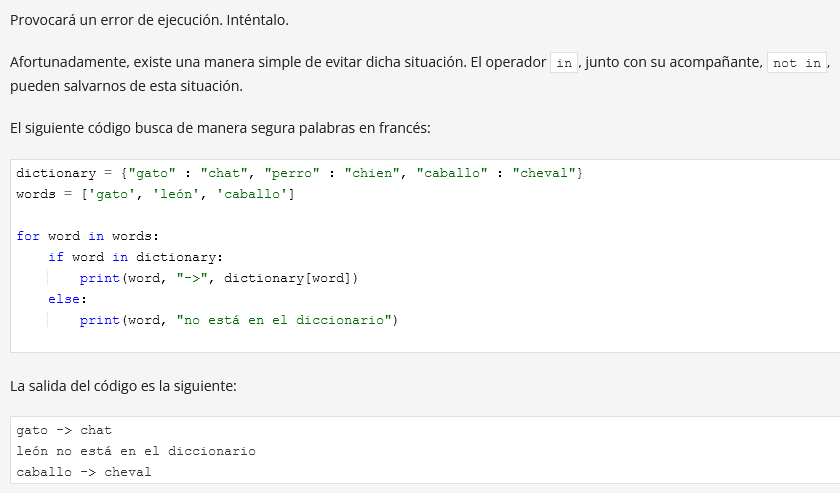 Provocará un error de ejecución. Inténtalo.
Afortunadamente, existe una manera simple de evitar dicha situación. El operador in, junto con su acompañante, not in,
pueden salvarnos de esta situación.
El siguiente código busca de manera segura palabras en francés:
dictionary = {"gato" : "chat", "perro" : "chien", "caballo" : "cheval"}
words = ['gato', 'león', 'caballo']
for word in words:
    if word in dictionary:
        print(word, "->", dictionary[word])
    else:
        print(word, "no está en el diccionario")
La salida del código es la siguiente:
gato -> chat
león no está en el diccionario
caballo -> cheval